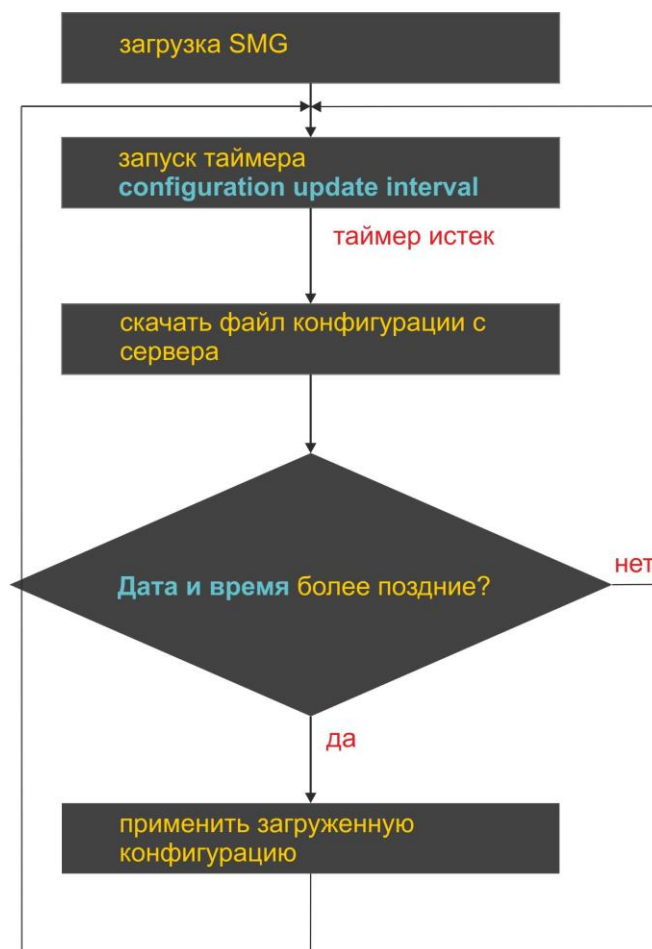 загрузка SMG
запуск таймера
configuration update interval
таймер истек
скачать файл конфигурации с
сервера
Дата и время более поздние?
нет
да
применить загруженную
конфигурацию